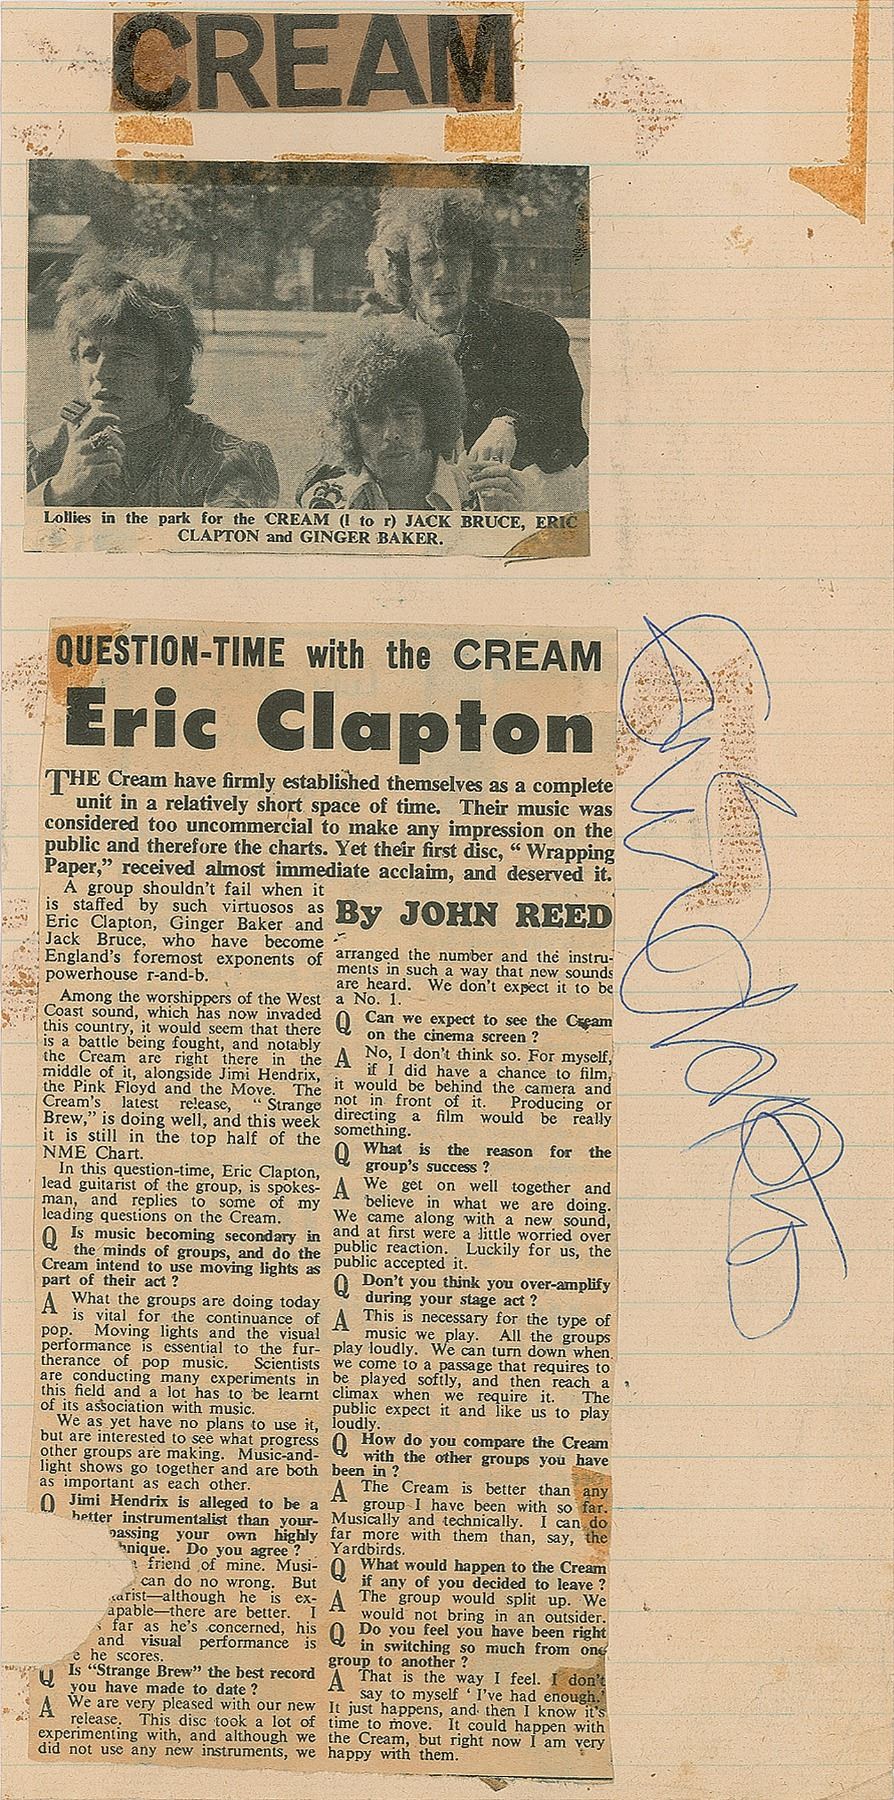 CREAM
Lollies in the park for the CREAM (l to r) JACK BRUCE, ERIC
CLAPTON and GINGER BAKER.
QUESTION-TIME with the CREAM
Eric Clapton
THE Cream have firmly established themselves as a complete
unit in a relatively short space of time. Their music was
considered too uncommercial to make any impression on the
public and therefore the charts. Yet their first disc, “ Wrapping
Paper,” received almost immediate acclaim, and deserved it.
A group shouldn't fail when it
is staffed by such virtuosos as
Eric Clapton, Ginger Baker and
Jack Bruce, who have become
England's foremost exponents of
powerhouse r-and-b.
Among the worshippers of the West
Coast sound, which has now invaded
this country, it would seem that there
is a battle being fought, and notably
the Cream are right there in the
middle of it, alongside Jimi Hendrix,
the Pink Floyd and the Move. The
Cream's latest release, “ Strange
Brew,” is doing well, and this week
it is still in the top half of the
NME Chart.
In this question-time, Eric Clapton,
lead guitarist of the group, is spokes-
man, and replies to some of my
leading questions on the Cream.
Q Is music becoming secondary in
the minds of groups, and do the
Cream intend to use moving lights as
part of their act ?
A What the groups are doing today
is vital for the continuance of
pop. Moving lights and the visual
performance is essential to the fur-
therance of pop music. Scientists
are conducting many experiments in
this field and a lot has to be learnt
of its association with music.
We as yet have no plans to use it,
but are interested to see what progress
other groups are making. Music-and-
light shows go together and are both
as important as each other.
Q Jimi Hendrix is alleged to be a
better instrumentalist than your-
passing your own highly
hnique. Do you agree ?
a friend of mine. Musi-
can do no wrong. But
arist—although he is ex-
apable—there are better. I
far as he's concerned, his
and visual performance is
e he scores.
Q Is “Strange Brew” the best record
you have made to date ?
A We are very pleased with our new
release. This disc took a lot of
experimenting with, and although we
did not use any new instruments, we
By JOHN REED
arranged the number and the instru-
ments in such a way that new sounds
are heard. We don't expect it to be
a No. 1.
Q Can we expect to see the Cream
on the cinema screen ?
A No, I don't think so. For myself,
if I did have a chance to film,
it would be behind the camera and
not in front of it. Producing or
directing a film would be really
something.
Q What is the reason for the
group's success ?
A We get on well together and
believe in what we are doing.
We came along with a new sound,
and at first were a little worried over
public reaction. Luckily for us, the
public accepted it.
Q Don't you think you over-amplify
during your stage act ?
A This is necessary for the type of
music we play. All the groups
play loudly. We can turn down when
we come to a passage that requires to
be played softly, and then reach a
climax when we require it. The
public expect it and like us to play
loudly.
Q How do you compare the Cream
with the other groups you have
been in ?
A The Cream is better than any
group I have been with so far.
Musically and technically. I can do
far more with them than, say, the
Yardbirds.
Q What would happen to the Cream
if any of you decided to leave ?
A The group would split up. We
would not bring in an outsider.
Q Do you feel you have been right
in switching so much from one
group to another ?
A That is the way I feel. I don't
say to myself ‘ I've had enough.’
It just happens, and then I know it's
time to move. It could happen with
the Cream, but right now I am very
happy with them.